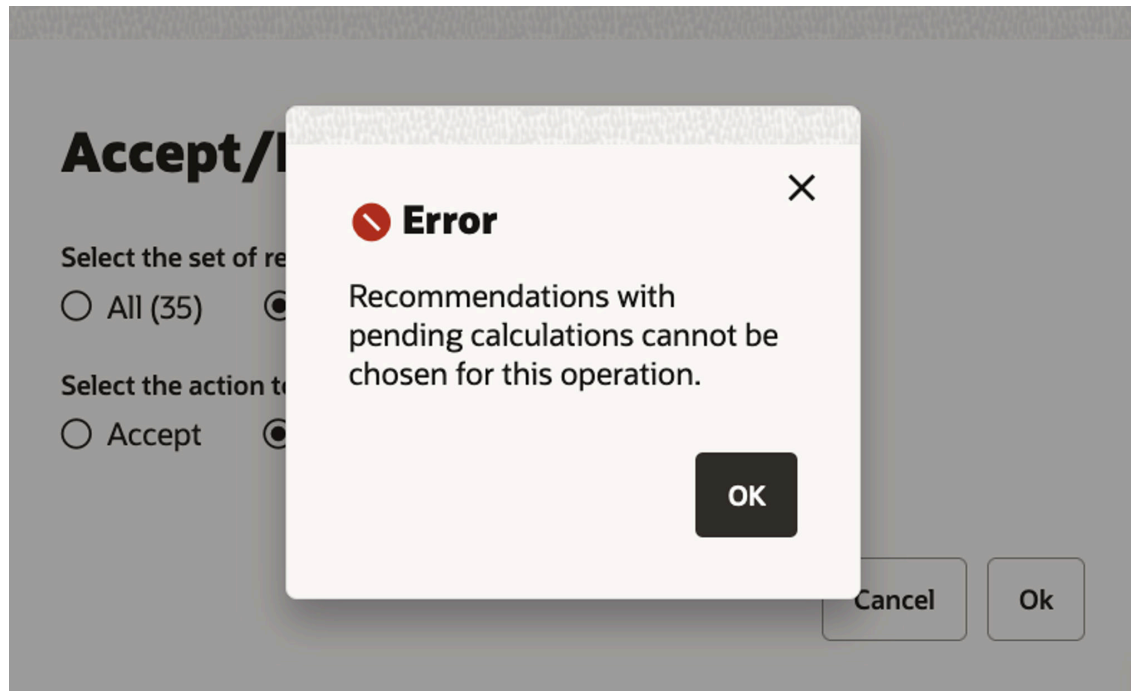 Accept/
Error
Select the set of re
All (35)
Recommendations with
pending calculations cannot be
chosen for this operation.
Select the action to
Accept
OK
Cancel
Ok